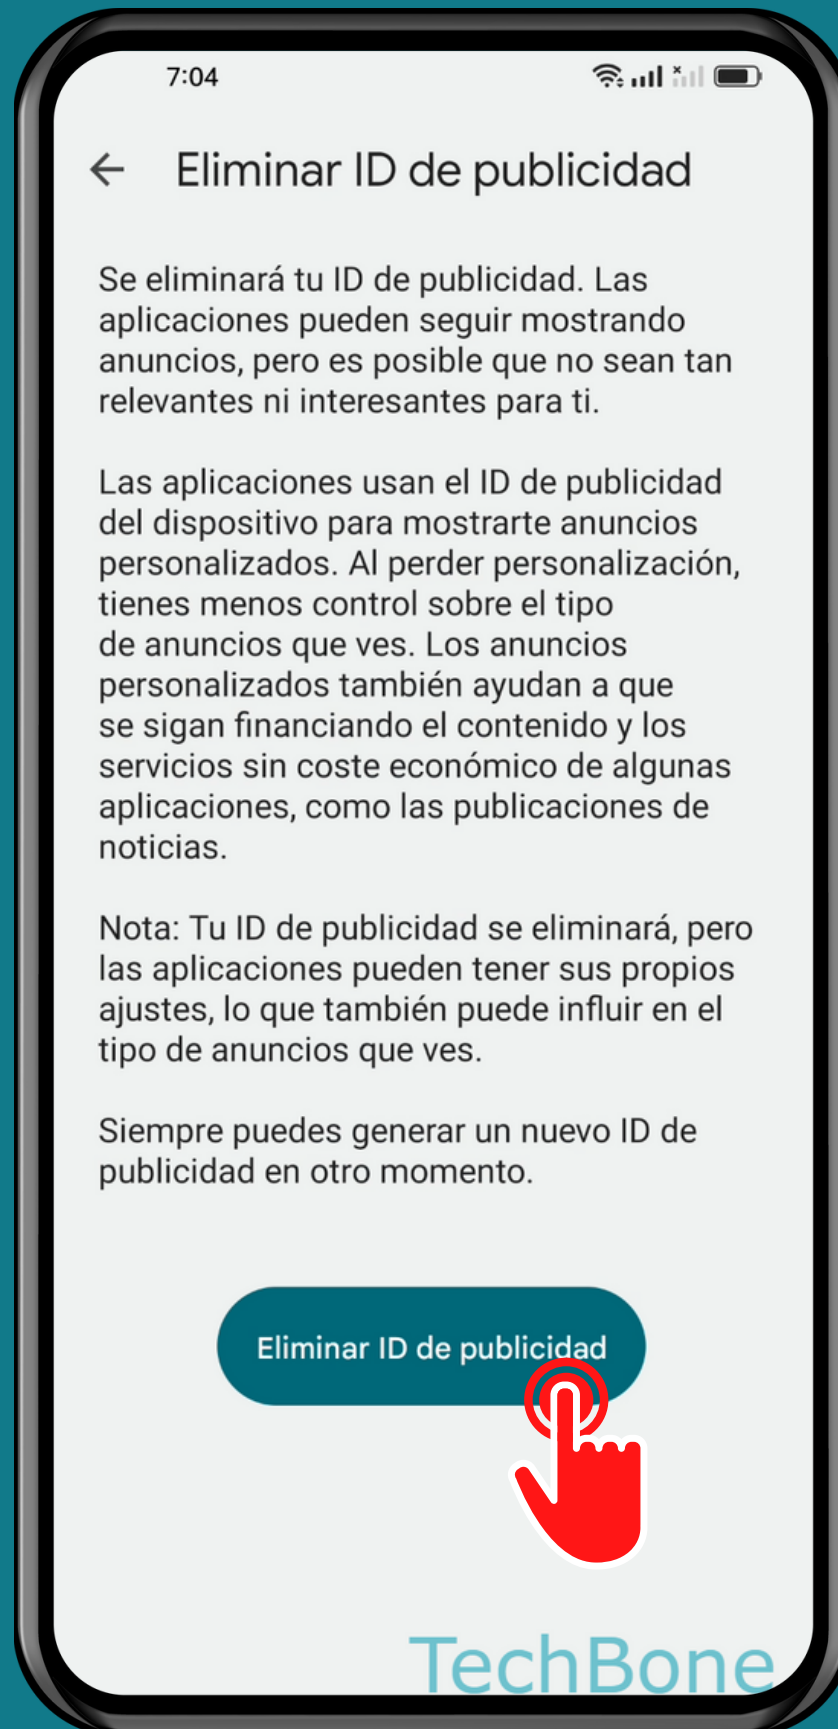 7:04
Eliminar ID de publicidad
Se eliminará tu ID de publicidad. Las
aplicaciones pueden seguir mostrando
anuncios, pero es posible que no sean tan
relevantes ni interesantes para ti.
Las aplicaciones usan el ID de publicidad
del dispositivo para mostrarte anuncios
personalizados. Al perder personalización,
tienes menos control sobre el tipo
de anuncios que ves. Los anuncios
personalizados también ayudan a que
se sigan financiando el contenido y los
servicios sin coste económico de algunas
aplicaciones, como las publicaciones de
noticias.
Nota: Tu ID de publicidad se eliminará, pero
las aplicaciones pueden tener sus propios
ajustes, lo que también puede influir en el
tipo de anuncios que ves.
Siempre puedes generar un nuevo ID de
publicidad en otro momento.
Eliminar ID de publicidad
TechBone